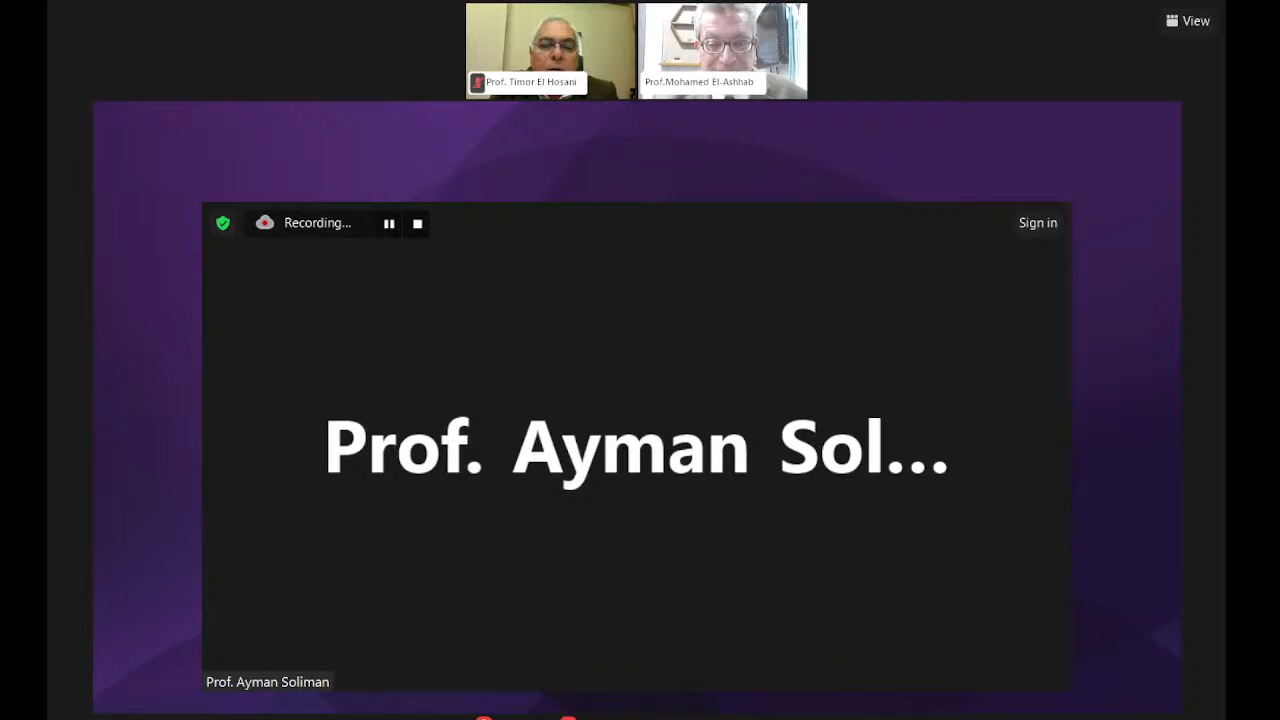 View
Prof. Timor El Hosani
Prof.Mohamed El-Ashhab
Recording...
Sign in
Prof. Ayman Sol...
Prof. Ayman Soliman